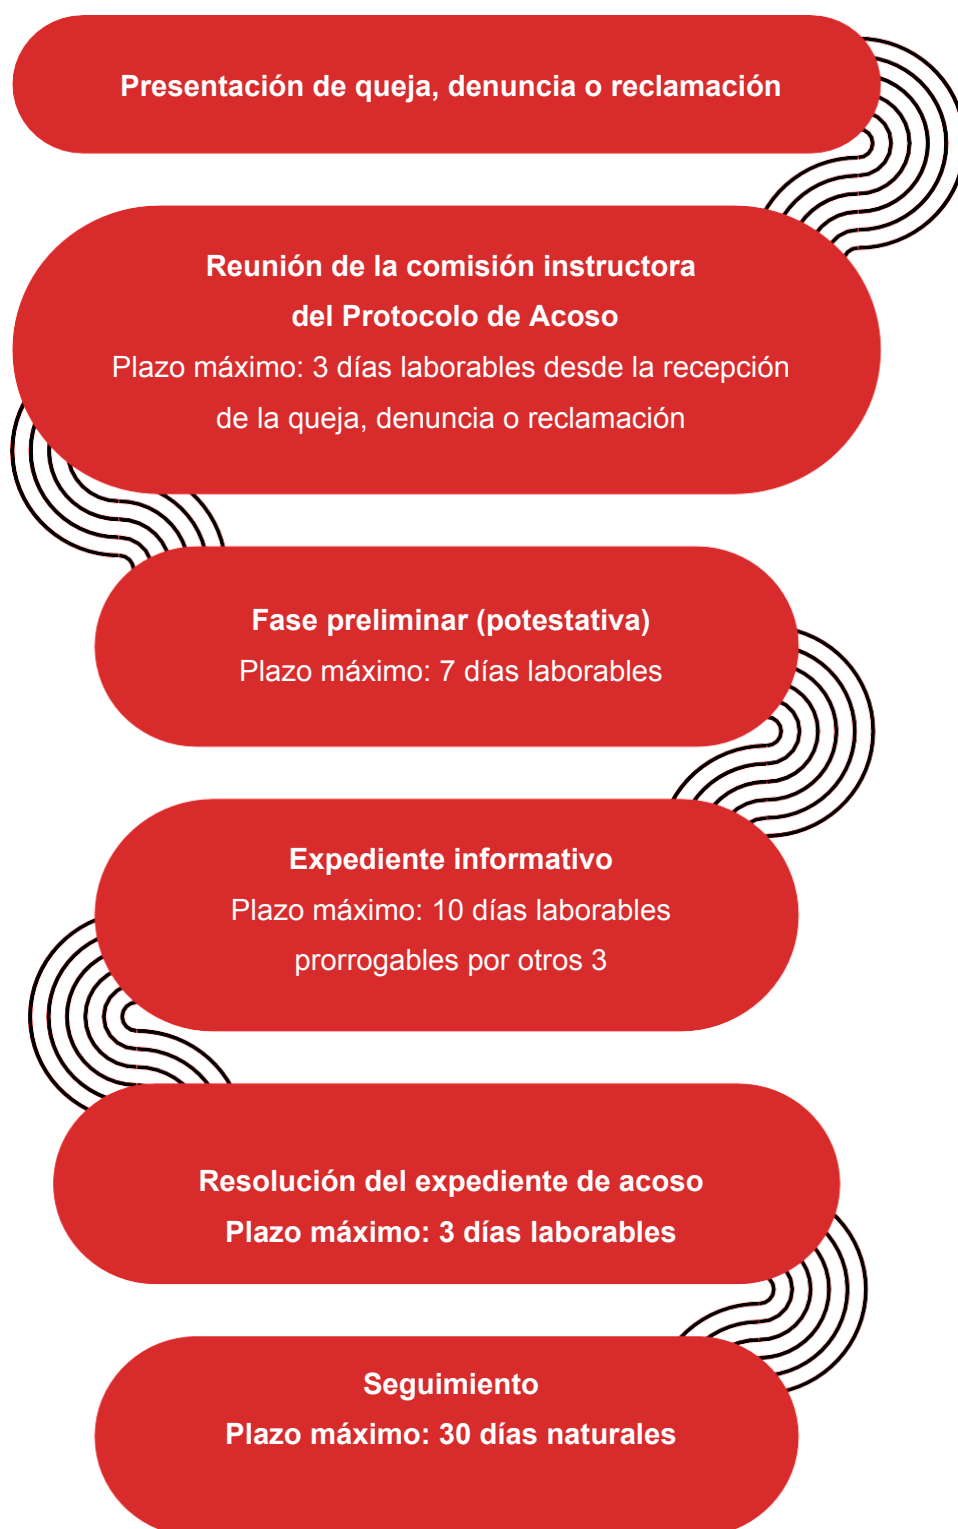 Presentación de queja, denuncia o reclamación
Reunión de la comisión instructora
del Protocolo de Acoso
Plazo máximo: 3 días laborables desde la recepción
de la queja, denuncia o reclamación
Fase preliminar (potestativa)
Plazo máximo: 7 días laborables
Expediente informativo
Plazo máximo: 10 días laborables
prorrogables por otros 3
Resolución del expediente de acoso
Plazo máximo: 3 días laborables
Seguimiento
Plazo máximo: 30 días naturales